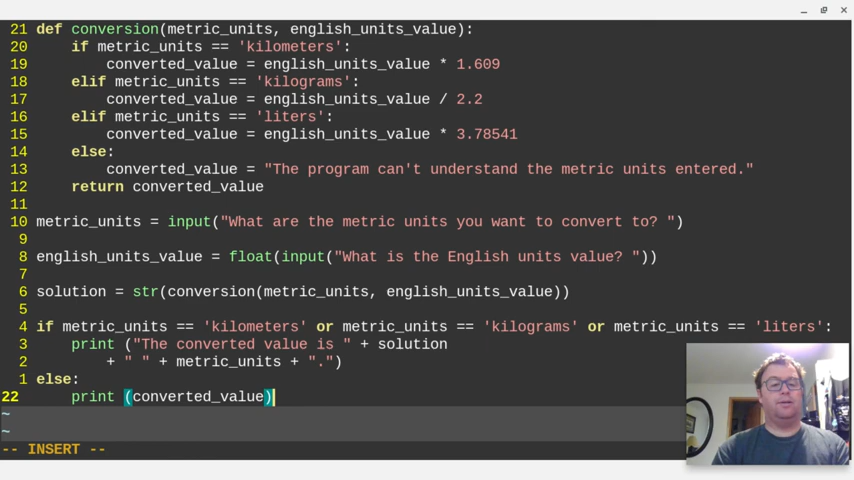 21 def conversion(metric_units, english_units_value):
20     if metric_units == 'kilometers':
19         converted_value = english_units_value * 1.609
18     elif metric_units == 'kilograms':
17         converted_value = english_units_value / 2.2
16     elif metric_units == 'liters':
15         converted_value = english_units_value * 3.78541
14     else:
13         converted_value = "The program can't understand the metric units entered."
12     return converted_value
11
10 metric_units = input("What are the metric units you want to convert to? ")
9
8 english_units_value = float(input("What is the English units value? "))
7
6 solution = str(conversion(metric_units, english_units_value))
5
4 if metric_units == 'kilometers' or metric_units == 'kilograms' or metric_units == 'liters':
3     print ("The converted value is " + solution
2         + " " + metric_units + ".")
1 else:
22     print (converted_value)
~
~
-- INSERT --